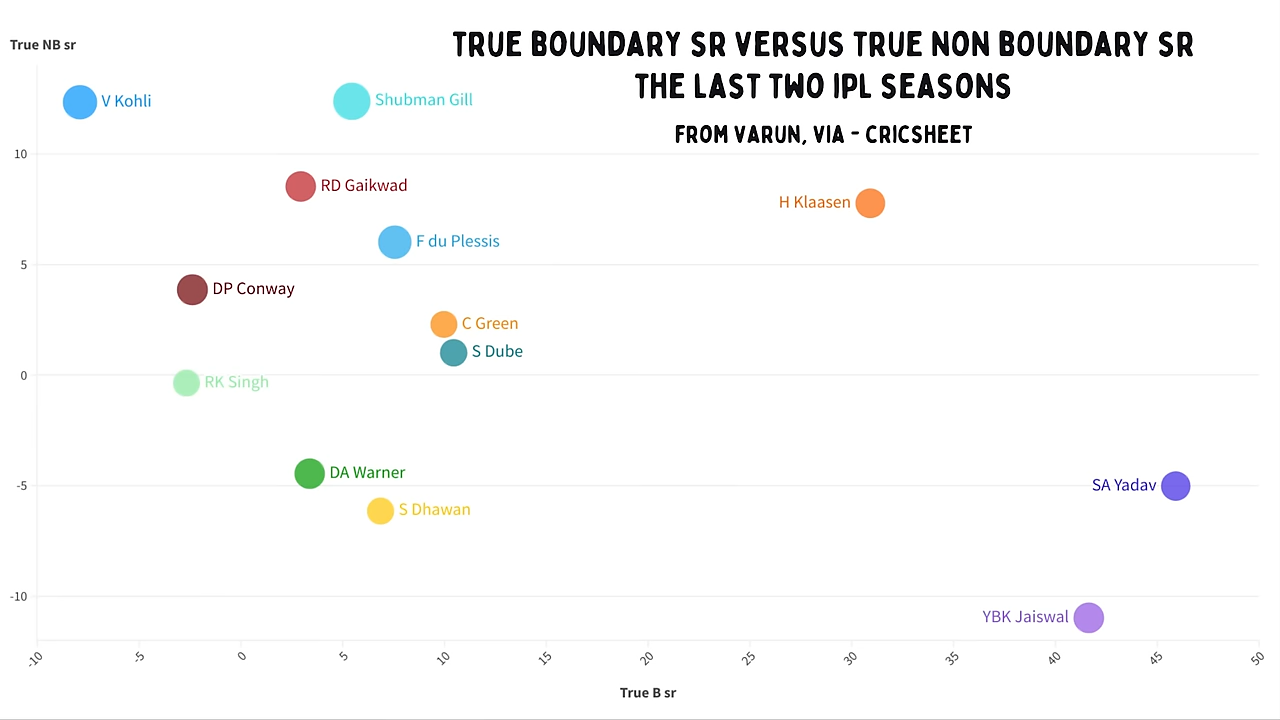 TRUE BOUNDARY SR VERSUS TRUE NON BOUNDARY SR
THE LAST TWO IPL SEASONS
FROM VARUN, VIA - CRICSHEET
True NB sr
V Kohli
Shubman Gill
10
RD Gaikwad
H Klaasen
F du Plessis
5
DP Conway
C Green
S Dube
0
RK Singh
DA Warner
-5
SA Yadav
S Dhawan
-10
YBK Jaiswal
-10 -5 0 5 10 15 20 25 30 35 40 45 50
True B sr